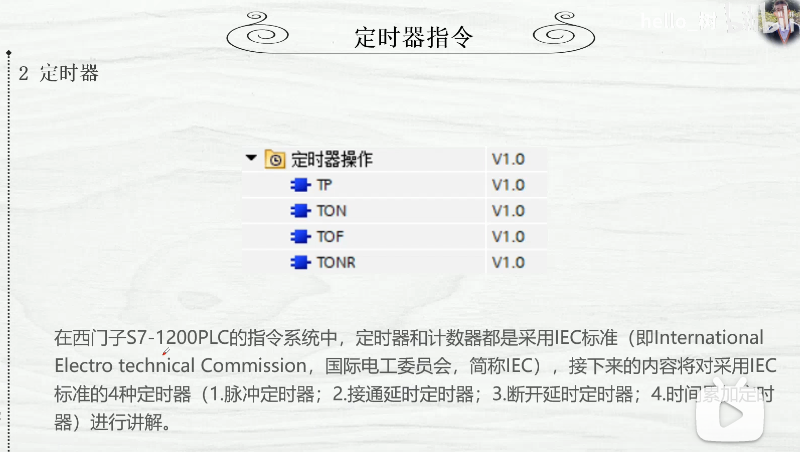 hello
定时器指令
2 定时器
定时器操作 V1.0
TP V1.0
TON V1.0
TOF V1.0
TONR V1.0
在西门子S7-1200PLC的指令系统中，定时器和计数器都是采用IEC标准（即International
Electro technical Commission，国际电工委员会，简称IEC），接下来的内容将对采用IEC
标准的4种定时器（1.脉冲定时器；2.接通延时定时器；3.断开延时定时器；4.时间累加定时
器）进行讲解。